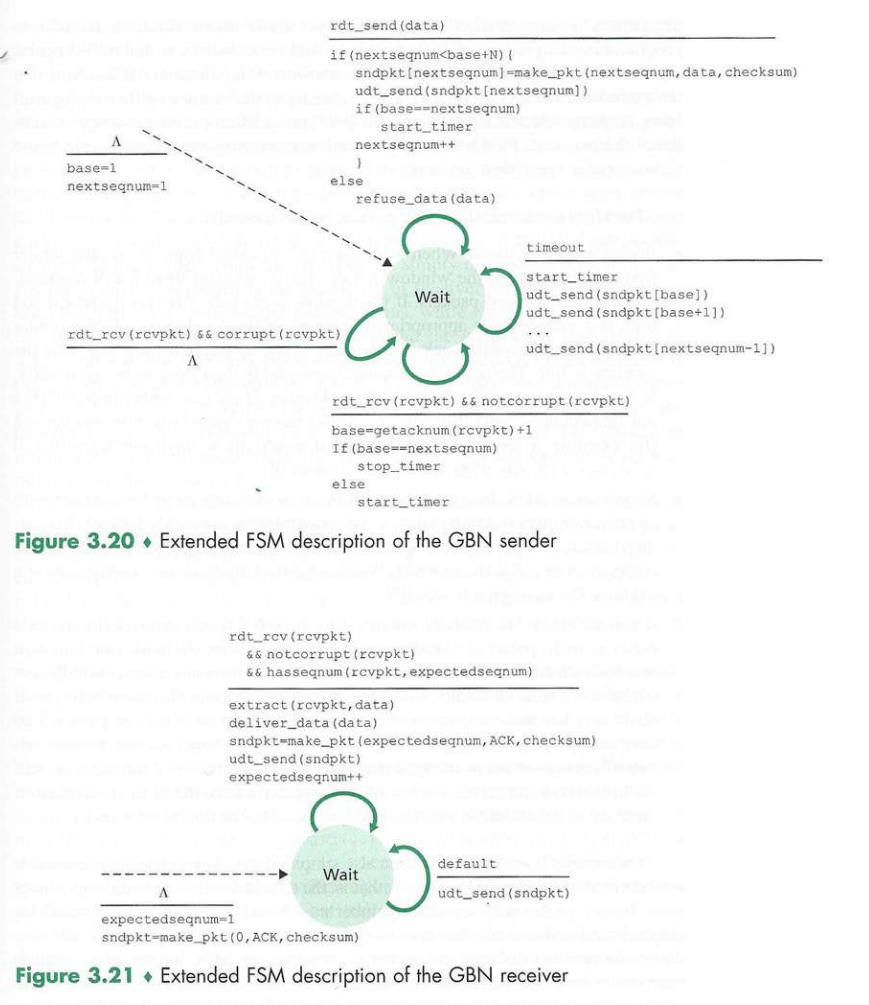 rdt_send(data)
if(nextseqnum<base+N){
sndpkt[nextseqnum]=make_pkt(nextseqnum,data,checksum)
udt_send(sndpkt[nextseqnum])
if(base==nextseqnum)
start_timer
nextseqnum++
}
else
refuse_data(data)
Λ
base=1
nextseqnum=1
Wait
timeout
start_timer
udt_send(sndpkt[base])
udt_send(sndpkt[base+1])
...
udt_send(sndpkt[nextseqnum-1])
rdt_rcv(rcvpkt) && corrupt(rcvpkt)
Λ
rdt_rcv(rcvpkt) && notcorrupt(rcvpkt)
base=getacknum(rcvpkt)+1
If(base==nextseqnum)
stop_timer
else
start_timer
Figure 3.20 ♦ Extended FSM description of the GBN sender
rdt_rcv(rcvpkt)
&& notcorrupt(rcvpkt)
&& hasseqnum(rcvpkt,expectedseqnum)
extract(rcvpkt,data)
deliver_data(data)
sndpkt=make_pkt(expectedseqnum,ACK,checksum)
udt_send(sndpkt)
expectedseqnum++
Wait
default
udt_send(sndpkt)
Λ
expectedseqnum=1
sndpkt=make_pkt(0,ACK,checksum)
Figure 3.21 ♦ Extended FSM description of the GBN receiver